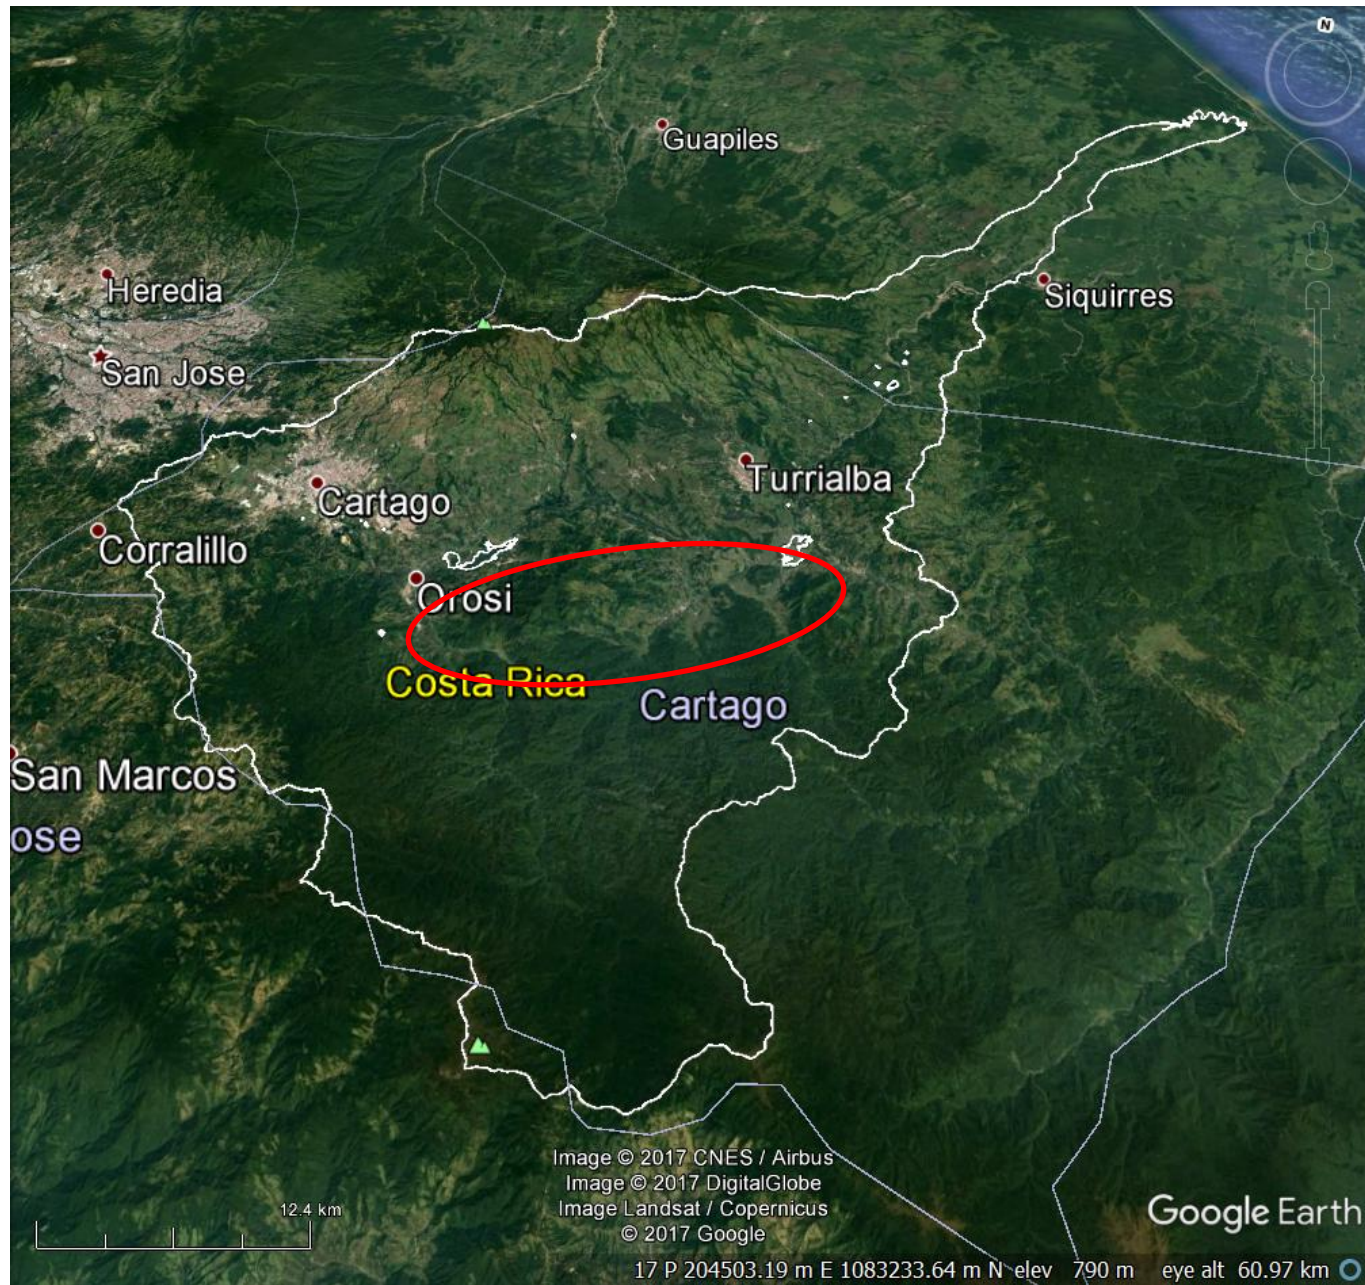 N
Guapiles
Heredia
Siquirres
San Jose
Turrialba
Cartago
Corralillo
Orosi
Costa Rica
Cartago
San Marcos
ose
Image © 2017 CNES / Airbus
Image © 2017 DigitalGlobe
Image Landsat / Copernicus
© 2017 Google
12.4 km
Google Earth
17 P 204503.19 m E 1083233.64 m N elev 790 m eye alt 60.97 km